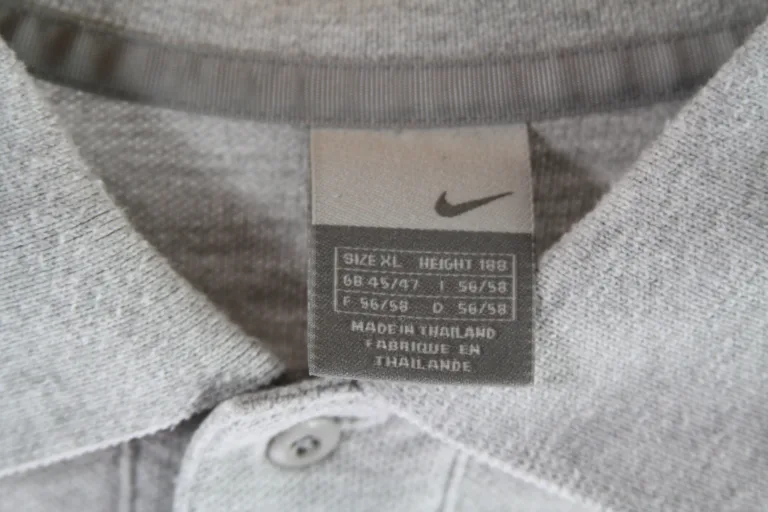 SIZE XL HEIGHT 188
GB 45/47 I 56/58
F 56/58 D 56/58
MADE IN THAILAND
FABRIQUE EN
THAILANDE